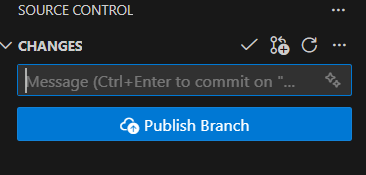 SOURCE CONTROL
CHANGES
Message (Ctrl+Enter to commit on "...
Publish Branch